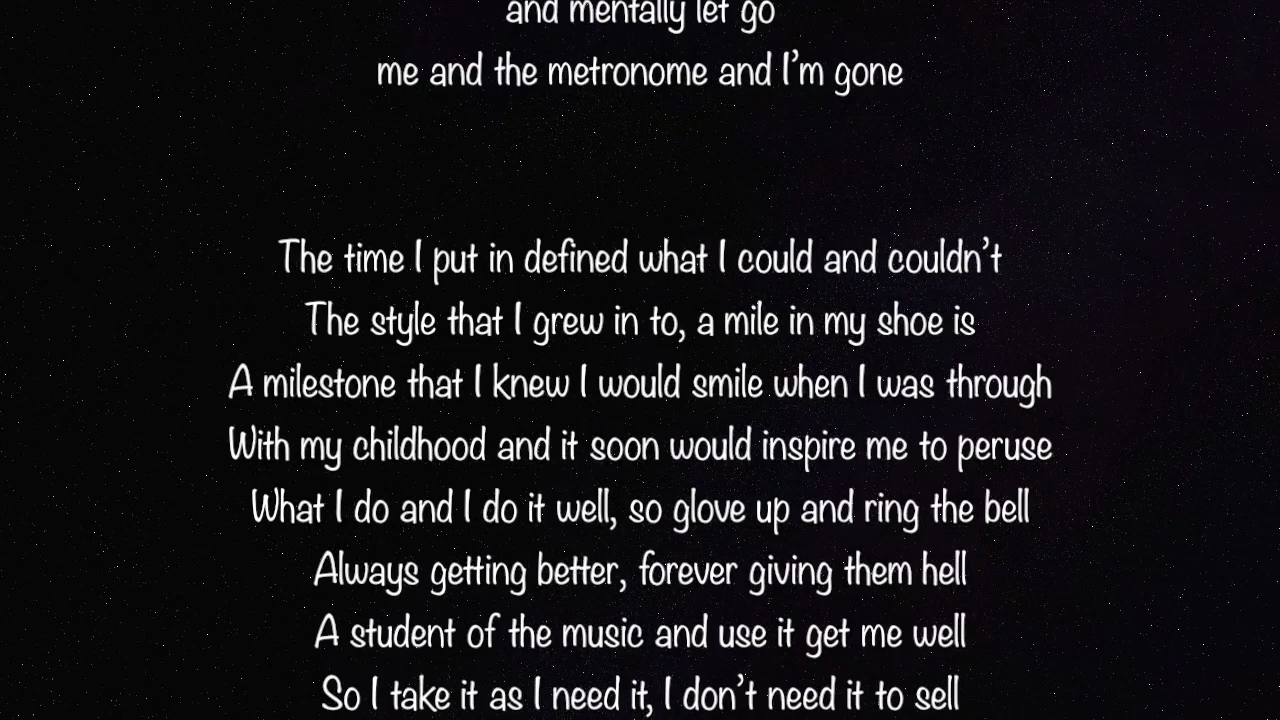 and mentally let go
me and the metronome and I'm gone
The time I put in defined what I could and couldn't
The style that I grew in to, a mile in my shoe is
A milestone that I knew I would smile when I was through
With my childhood and it soon would inspire me to peruse
What I do and I do it well, so glove up and ring the bell
Always getting better, forever giving them hell
A student of the music and use it get me well
So I take it as I need it, I don't need it to sell